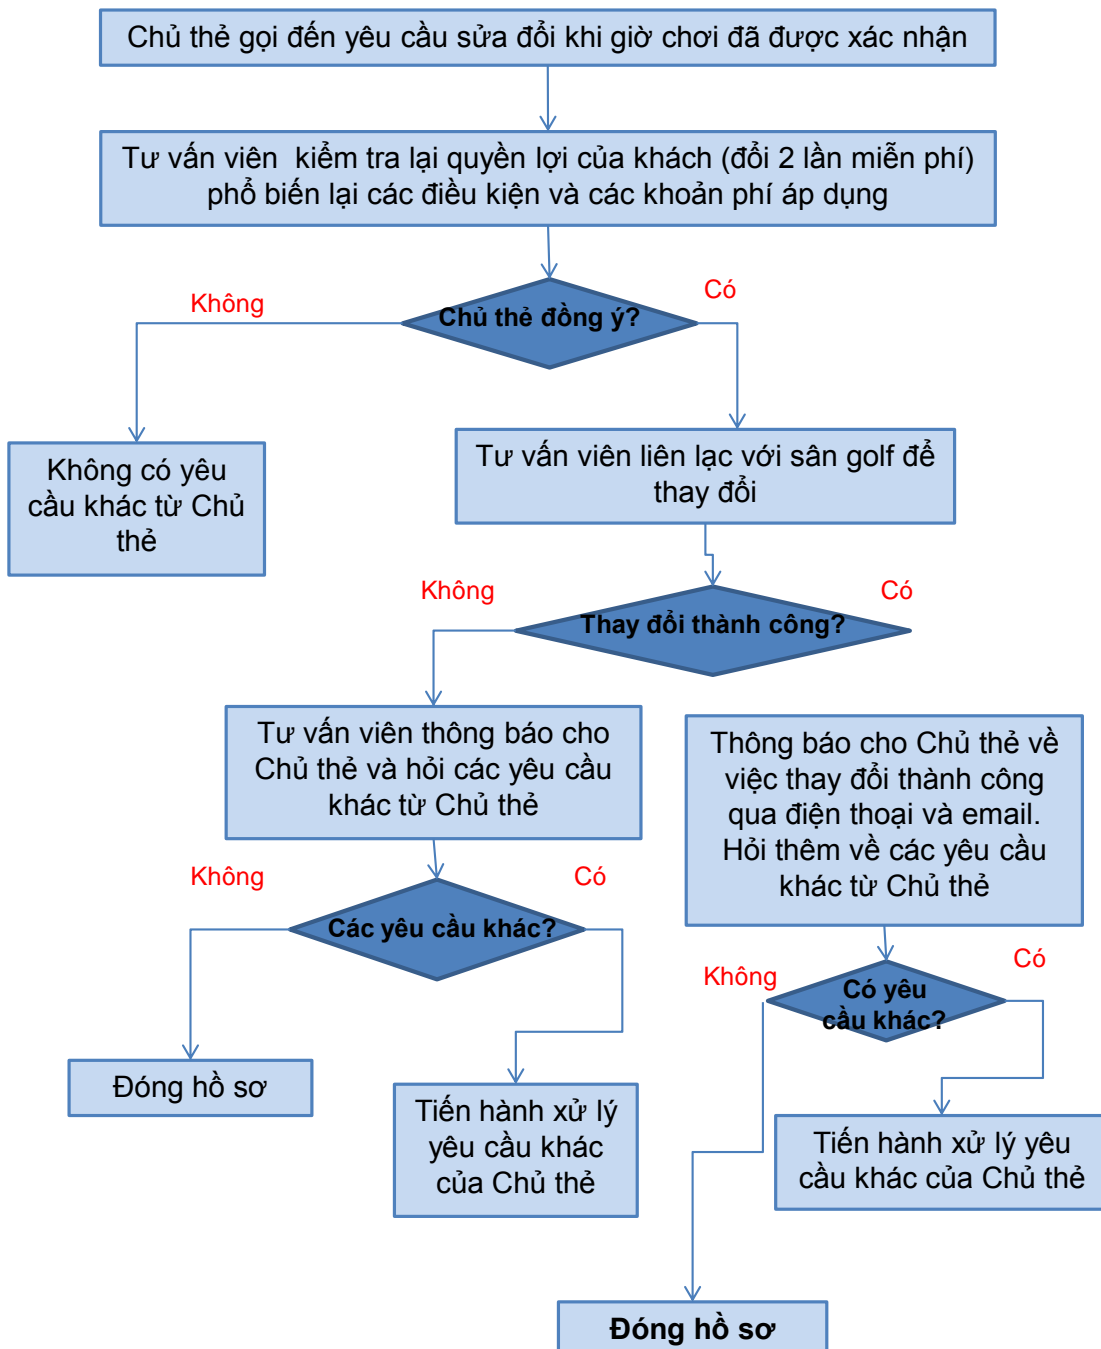 Chủ thẻ gọi đến yêu cầu sửa đổi khi giờ chơi đã được xác nhận
Tư vấn viên kiểm tra lại quyền lợi của khách (đổi 2 lần miễn phí)
phổ biến lại các điều kiện và các khoản phí áp dụng
Không
Có
Chủ thẻ đồng ý?
Không có yêu
cầu khác từ Chủ
thẻ
Tư vấn viên liên lạc với sân golf để
thay đổi
Không
Có
Thay đổi thành công?
Tư vấn viên thông báo cho
Chủ thẻ và hỏi các yêu cầu
khác từ Chủ thẻ
Thông báo cho Chủ thẻ về
việc thay đổi thành công
qua điện thoại và email.
Hỏi thêm về các yêu cầu
khác từ Chủ thẻ
Không
Có
Các yêu cầu khác?
Không
Có
Có yêu
cầu khác?
Đóng hồ sơ
Tiến hành xử lý
yêu cầu khác
của Chủ thẻ
Tiến hành xử lý yêu
cầu khác của Chủ thẻ
Đóng hồ sơ